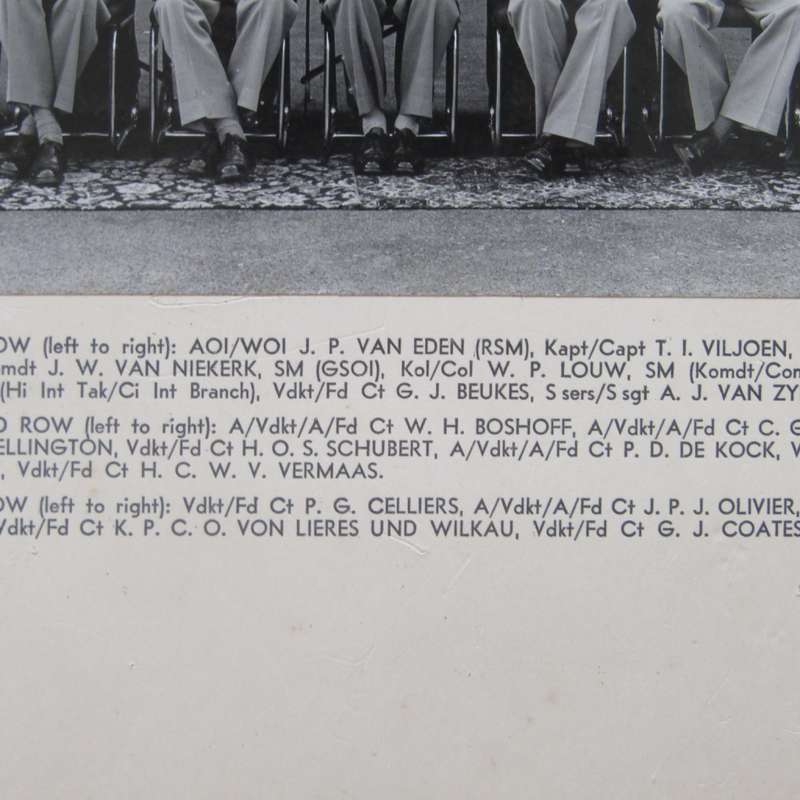 OW (left to right): AOI/WOI J. P. VAN EDEN (RSM), Kapt/Capt T. I. VILJOEN,
omdt J. W. VAN NIEKERK, SM (GSOI), Kol/Col W. P. LOUW, SM (Komdt/Com
(Hi Int Tak/Ci Int Branch), Vdkt/Fd Ct G. J. BEUKES, S sers/S sgt A. J. VAN ZY
D ROW (left to right): A/Vdkt/A/Fd Ct W. H. BOSHOFF, A/Vdkt/A/Fd Ct C. G
ELLINGTON, Vdkt/Fd Ct H. O. S. SCHUBERT, A/Vdkt/A/Fd Ct P. D. DE KOCK, V
, Vdkt/Fd Ct H. C. W. V. VERMAAS.
OW (left to right): Vdkt/Fd Ct P. G. CELLIERS, A/Vdkt/A/Fd Ct J. P. J. OLIVIER,
Vdkt/Fd Ct K. P. C. O. VON LIERES UND WILKAU, Vdkt/Fd Ct G. J. COATES